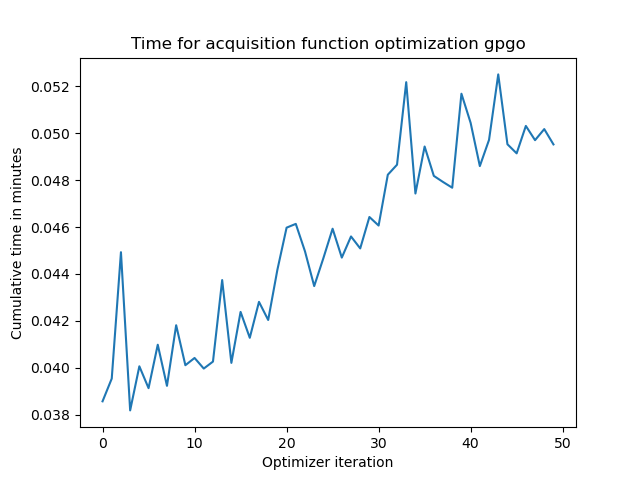 Time for acquisition function optimization gpgo
Cumulative time in minutes
0.052
0.050
0.048
0.046
0.044
0.042
0.040
0.038
0 10 20 30 40 50
Optimizer iteration